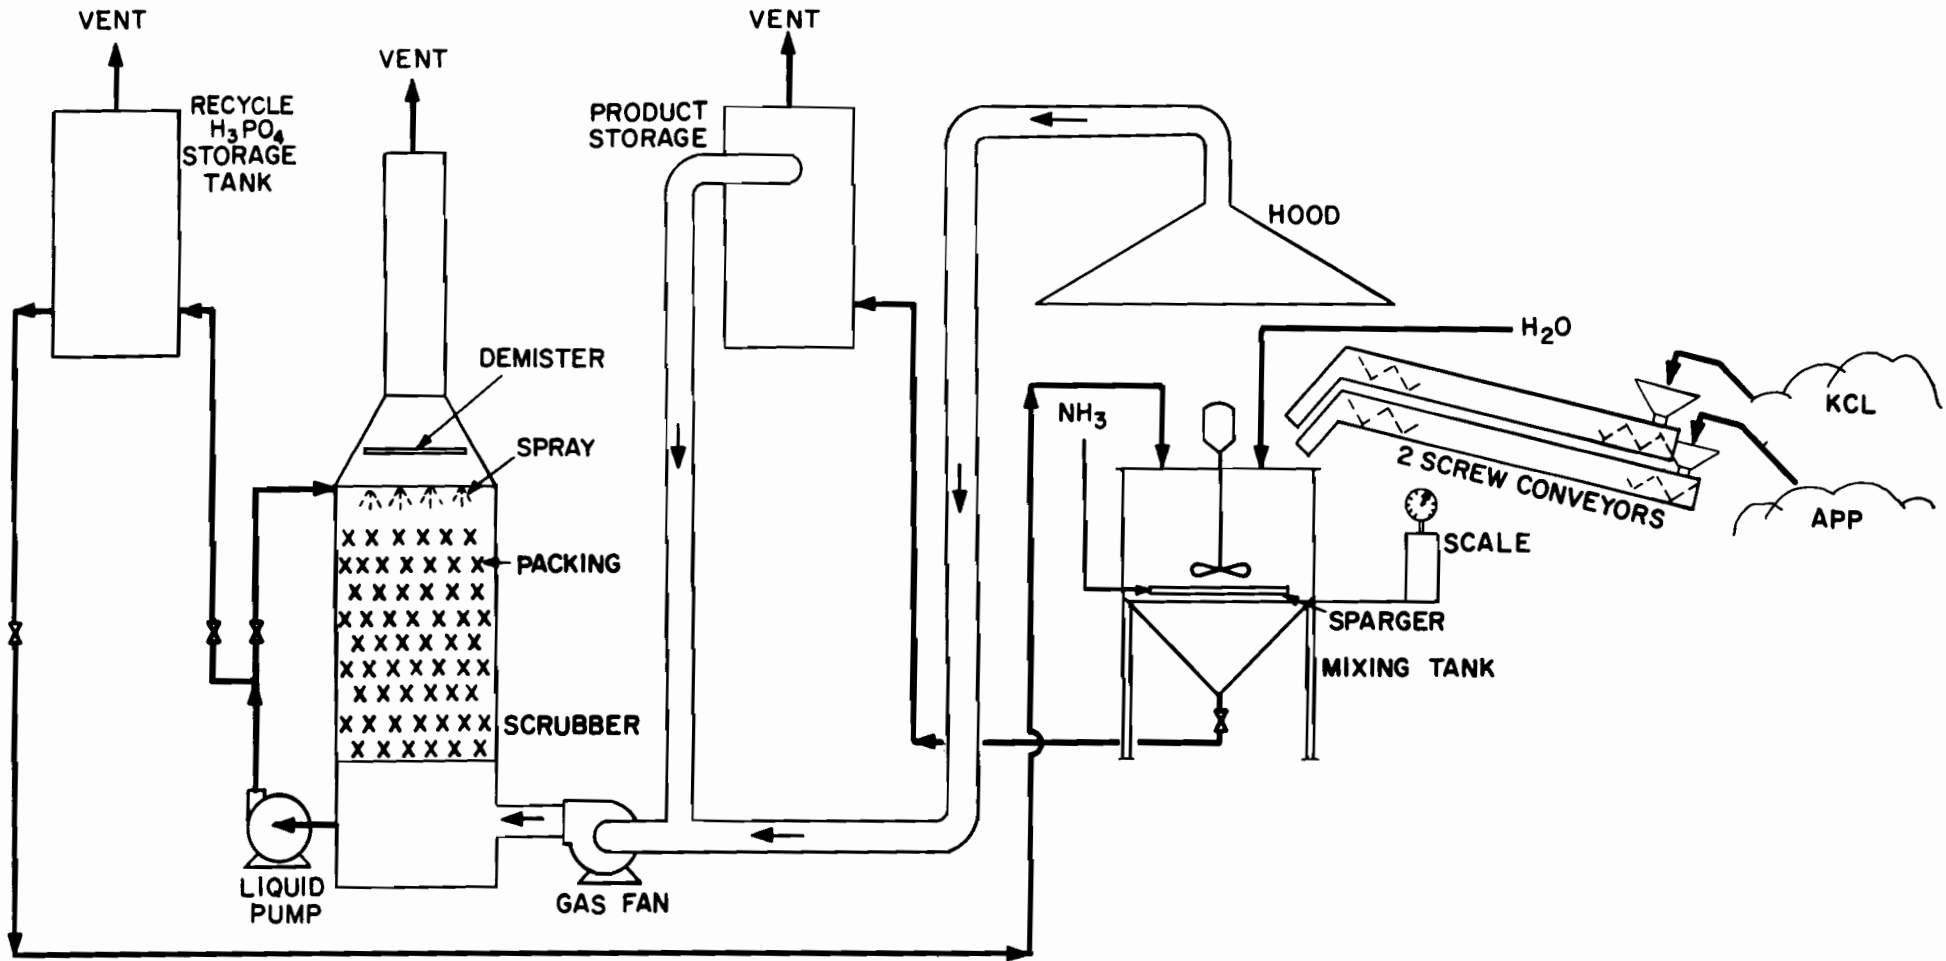 VENT
VENT
VENT
RECYCLE
H₃PO₄
STORAGE
TANK
PRODUCT
STORAGE
HOOD
H₂O
DEMISTER
SPRAY
NH₃
KCL
2 SCREW CONVEYORS
APP
PACKING
SCALE
SPARGER
MIXING TANK
SCRUBBER
LIQUID
PUMP
GAS FAN